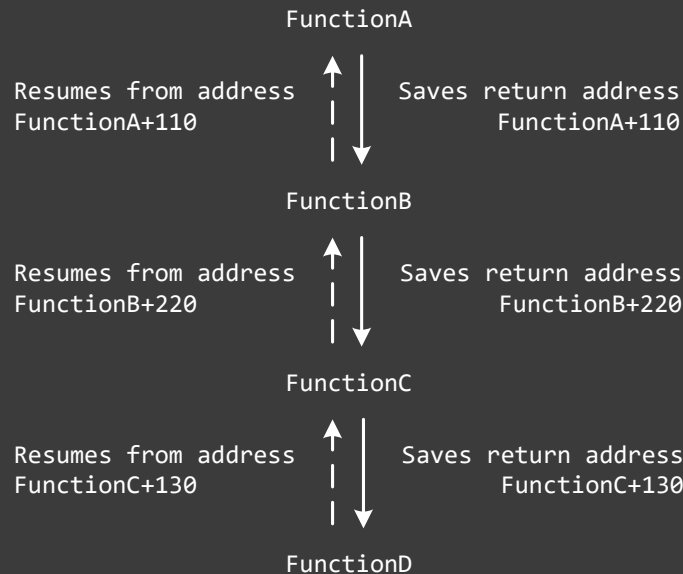 FunctionA
Resumes from address
FunctionA+110
Saves return address
FunctionA+110
FunctionB
Resumes from address
FunctionB+220
Saves return address
FunctionB+220
FunctionC
Resumes from address
FunctionC+130
Saves return address
FunctionC+130
FunctionD